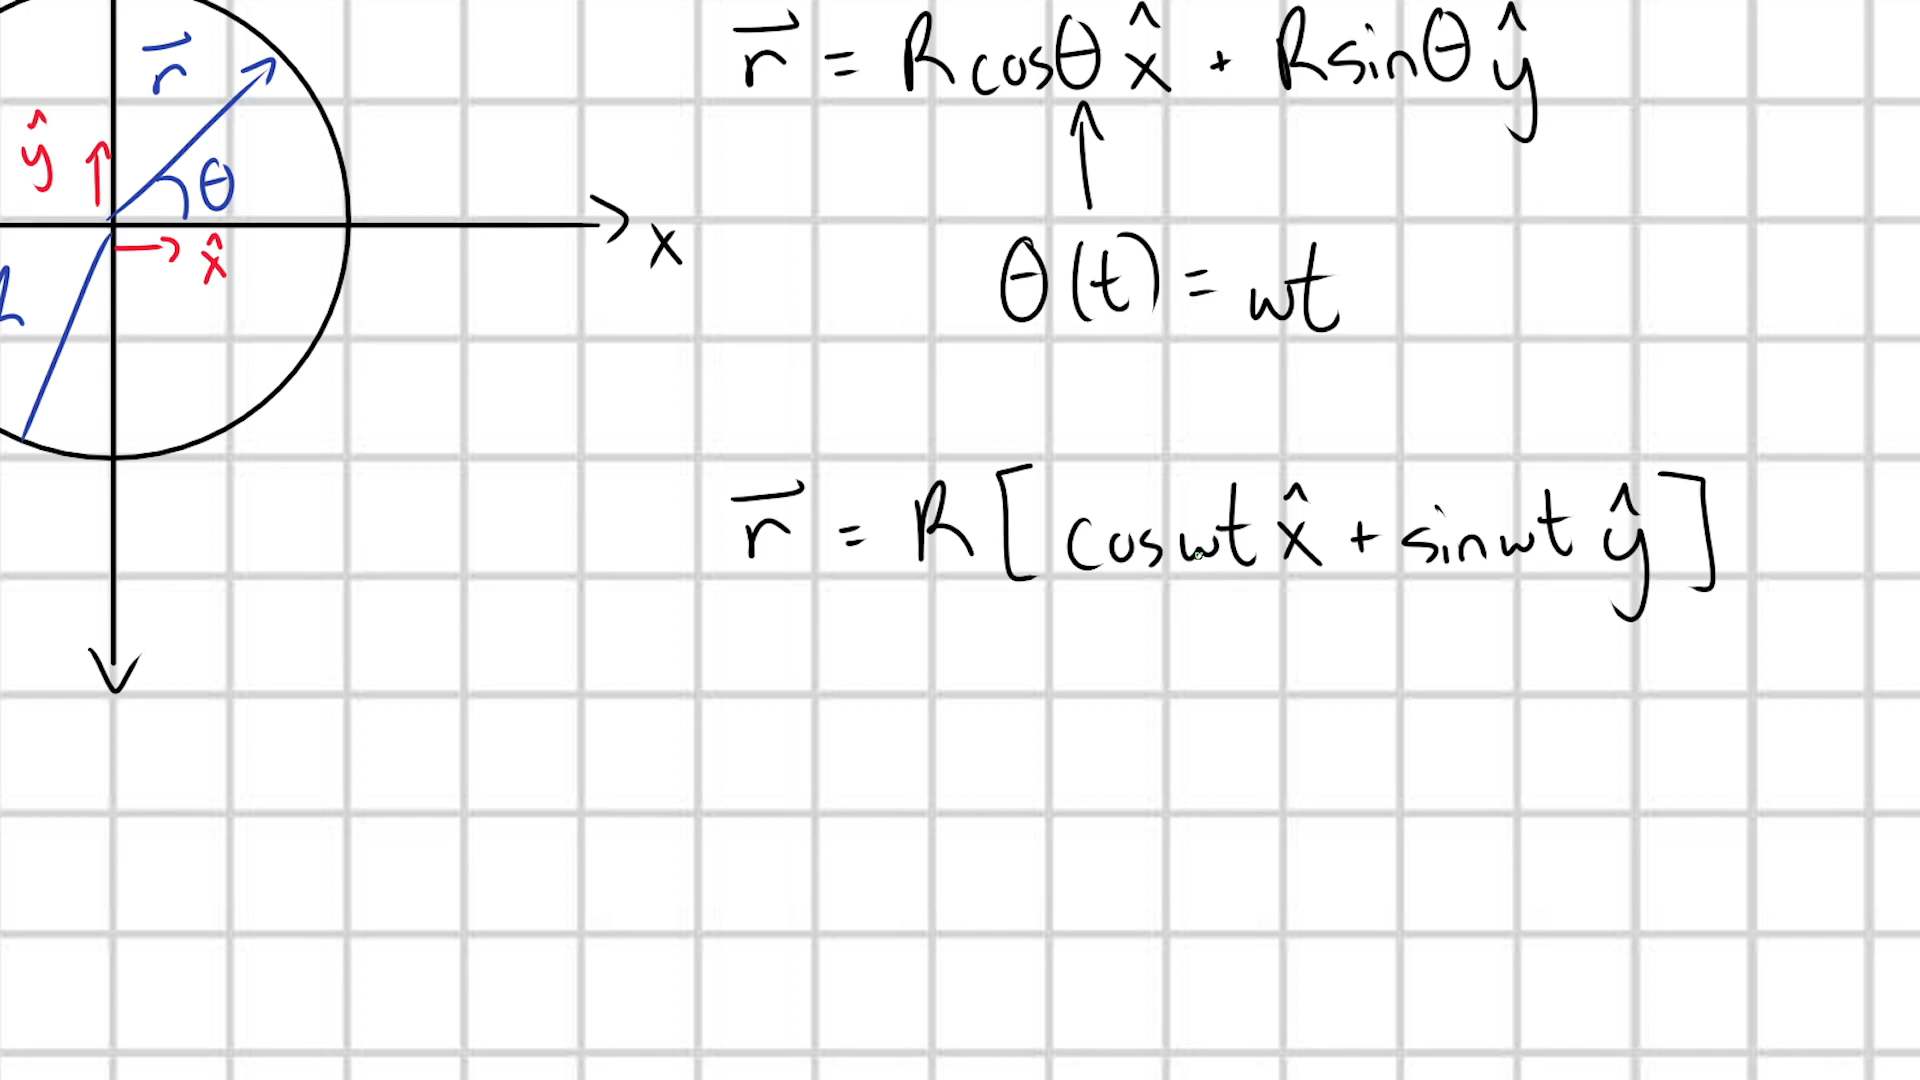 r⃗ = R cosθ x̂ + R sinθ ŷ
r⃗
ŷ
θ
x̂
x
θ(t) = ωt
r⃗ = R [ cosωt x̂ + sinωt ŷ ]